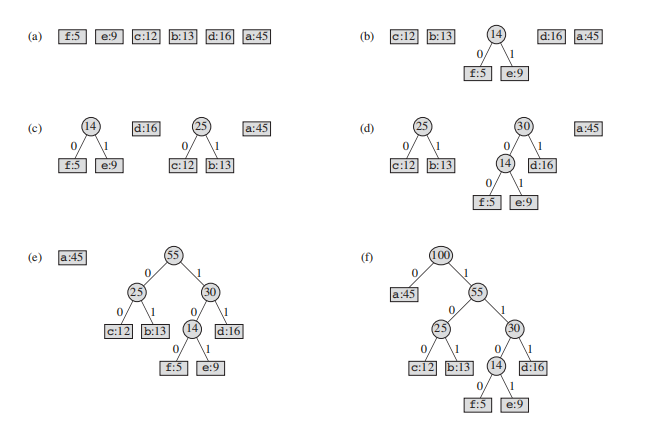 (a) f:5 e:9 c:12 b:13 d:16 a:45
(b) c:12 b:13 14 d:16 a:45
0 1
f:5 e:9
(c) 14 d:16 25 a:45
0 1 0 1
f:5 e:9 c:12 b:13
(d) 25 30 a:45
0 1 0 1
c:12 b:13 14 d:16
0 1
f:5 e:9
(e) a:45 55
0 1
25 30
0 1 0 1
c:12 b:13 14 d:16
0 1
f:5 e:9
(f) 100
0 1
a:45 55
0 1
25 30
0 1 0 1
c:12 b:13 14 d:16
0 1
f:5 e:9